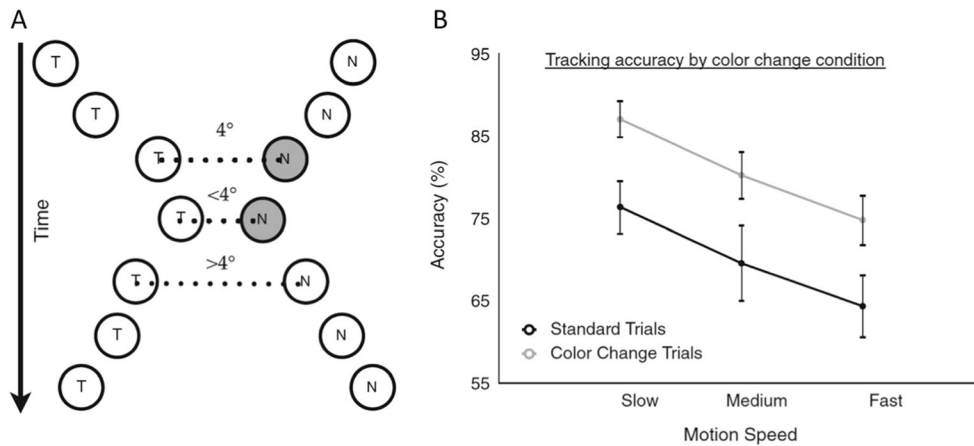 A
Time
T N
T N
4°
T N
<4°
T N
>4°
T N
T N
T N
B
Tracking accuracy by color change condition
Accuracy (%)
95
85
75
65
55
Standard Trials
Color Change Trials
Slow Medium Fast
Motion Speed